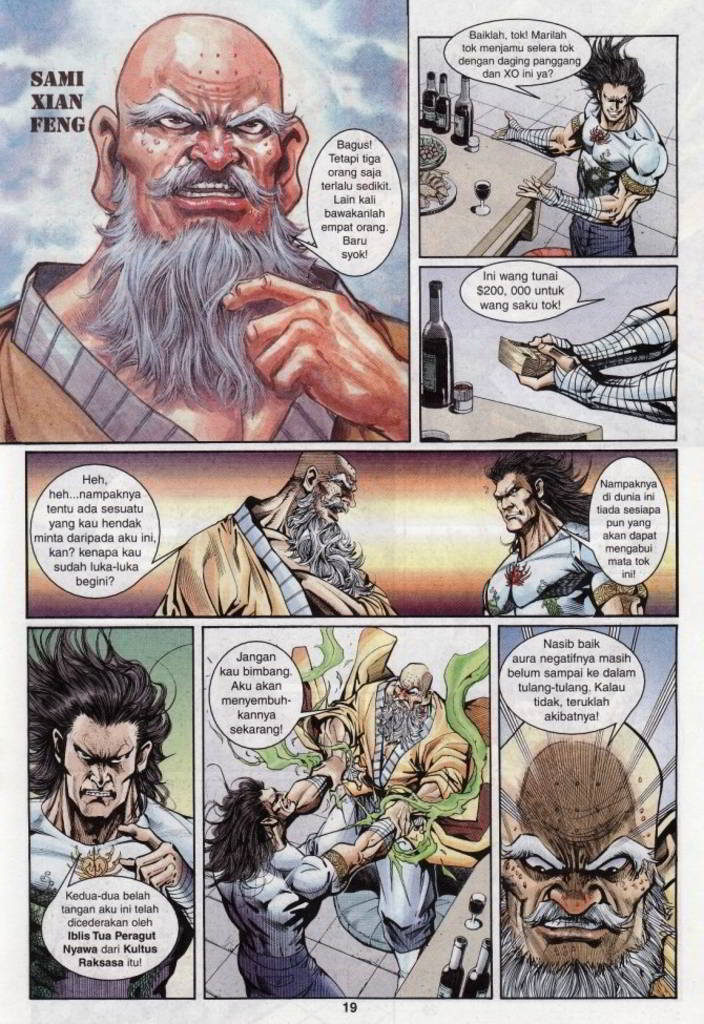 SAMI
XIAN
FENG
Bagus!
Tetapi tiga
orang saya
terlalu sedikit.
Lain kali
bawakanlah
empat orang.
Baru
syok!
Baiklah, tok! Marilah
tok menjamu selera tok
dengan daging panggang
dan XO ini ya?
Ini wang tunai
$200, 000 untuk
wang saku tok!
Heh,
heh...nampaknya
tentu ada sesuatu
yang kau hendak
minta daripada aku ini,
kan? kenapa kau
sudah luka-luka
begini?
Nampaknya
di dunia ini
tiada sesiapa
pun yang
akan dapat
mengabui
mata tok
ini!
Kedua-dua belah
tangan aku ini telah
dicederakan oleh
Iblis Tua Peragut
Nyawa dari Kultus
Raksasa itu!
Jangan
kau bimbang.
Aku akan
menyembuh-
kannya
sekarang!
Nasib baik
aura negatifnya masih
belum sampai ke dalam
tulang-tulang. Kalau
tidak, teruklah
akibatnya!
19